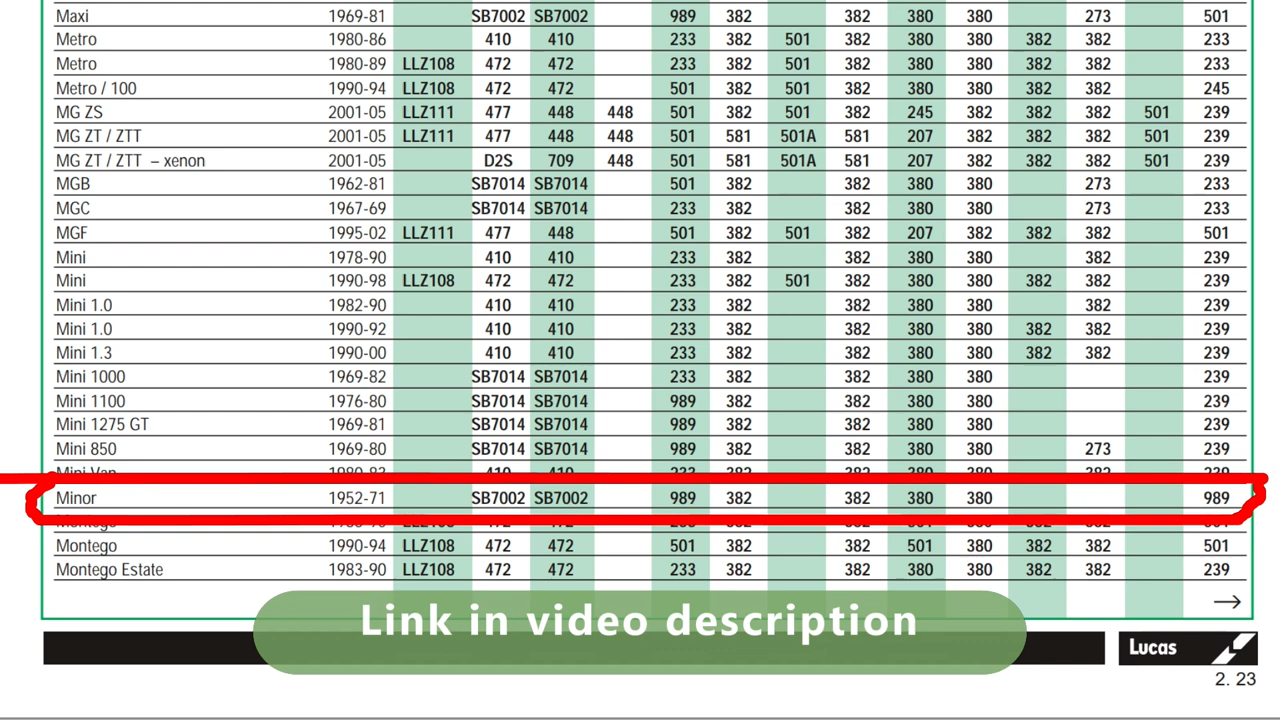 Maxi 1969-81 SB7002 SB7002 989 382 382 380 380 273 501
Metro 1980-86 410 410 233 382 501 382 380 380 382 382 233
Metro 1980-89 LLZ108 472 472 233 382 501 382 380 380 382 382 233
Metro / 100 1990-94 LLZ108 472 472 501 382 501 382 380 380 382 382 245
MG ZS 2001-05 LLZ111 477 448 448 501 382 501 382 245 382 382 382 501 239
MG ZT / ZTT 2001-05 LLZ111 477 448 448 501 581 501A 581 207 382 382 382 501 239
MG ZT / ZTT – xenon 2001-05 D2S 709 448 501 581 501A 581 207 382 382 382 501 239
MGB 1962-81 SB7014 SB7014 501 382 382 380 380 273 233
MGC 1967-69 SB7014 SB7014 233 382 382 380 380 273 233
MGF 1995-02 LLZ111 477 448 501 382 501 382 207 382 382 382 501
Mini 1978-90 410 410 233 382 382 380 380 382 239
Mini 1990-98 LLZ108 472 472 233 382 501 382 380 380 382 382 239
Mini 1.0 1982-90 410 410 233 382 382 380 380 382 239
Mini 1.0 1990-92 410 410 233 382 382 380 380 382 382 239
Mini 1.3 1990-00 410 410 233 382 382 380 380 382 382 239
Mini 1000 1969-82 SB7014 SB7014 233 382 382 380 380 239
Mini 1100 1976-80 SB7014 SB7014 989 382 382 380 380 239
Mini 1275 GT 1969-81 SB7014 SB7014 989 382 382 380 380 239
Mini 850 1969-80 SB7014 SB7014 989 382 382 380 380 273 239
Mini Van 410 410 233 382 382 380 380 382 239
Minor 1952-71 SB7002 SB7002 989 382 382 380 380 989
Montego
Montego 1990-94 LLZ108 472 472 501 382 382 501 380 382 382 501
Montego Estate 1983-90 LLZ108 472 472 233 382 382 380 380 382 382 239
Link in video description
Lucas
2. 23